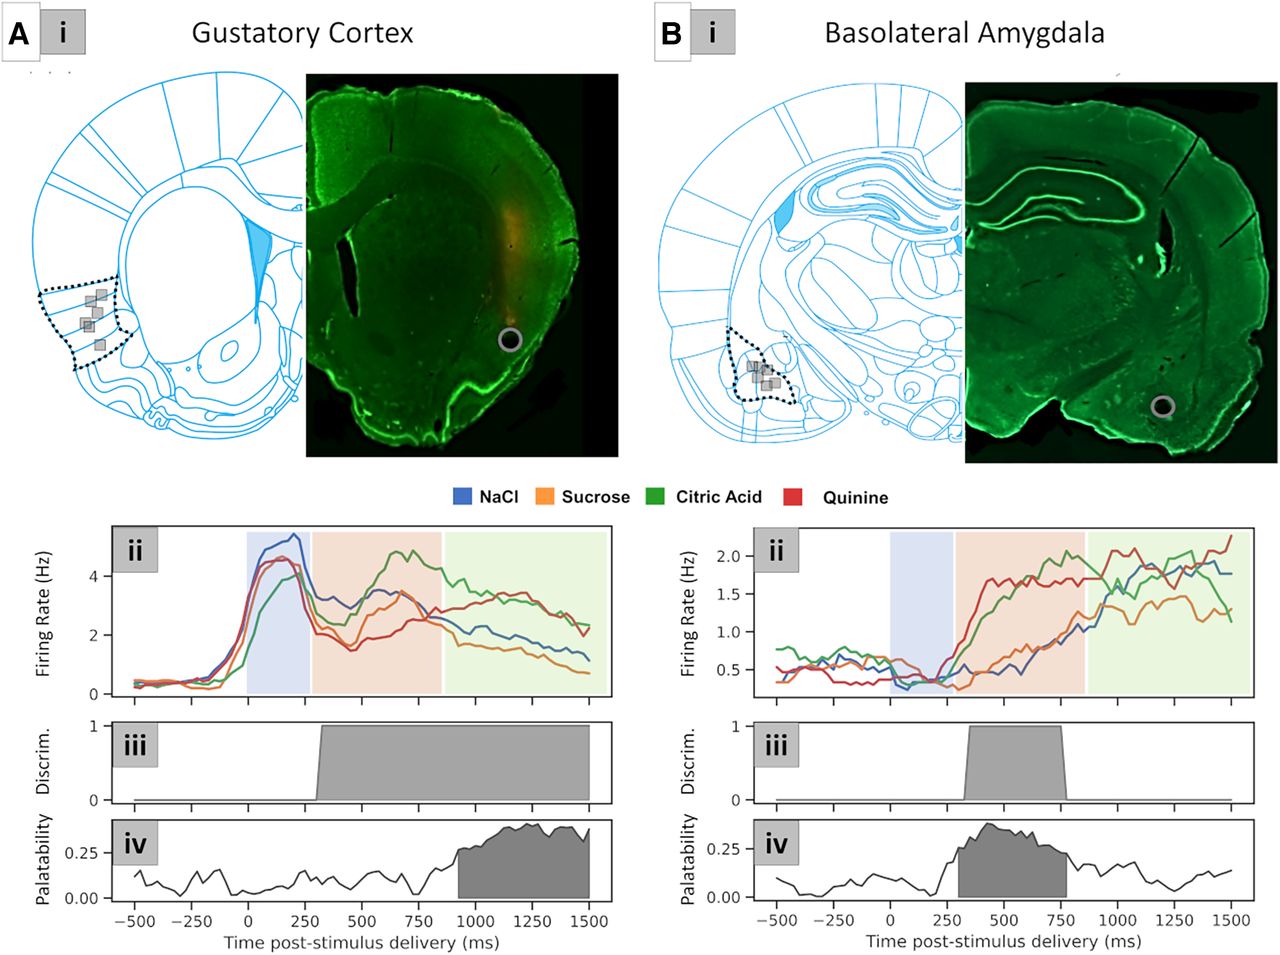 A i Gustatory Cortex
B i Basolateral Amygdala
NaCl Sucrose Citric Acid Quinine
ii
Firing Rate (Hz)
4
2
0
iii
Discrim.
1
0
iv
Palatability
0.25
0.00
−500 −250 0 250 500 750 1000 1250 1500
Time post-stimulus delivery (ms)
ii
Firing Rate (Hz)
2.0
1.5
1.0
0.5
iii
Discrim.
1
0
iv
Palatability
0.25
0.00
−500 −250 0 250 500 750 1000 1250 1500
Time post-stimulus delivery (ms)